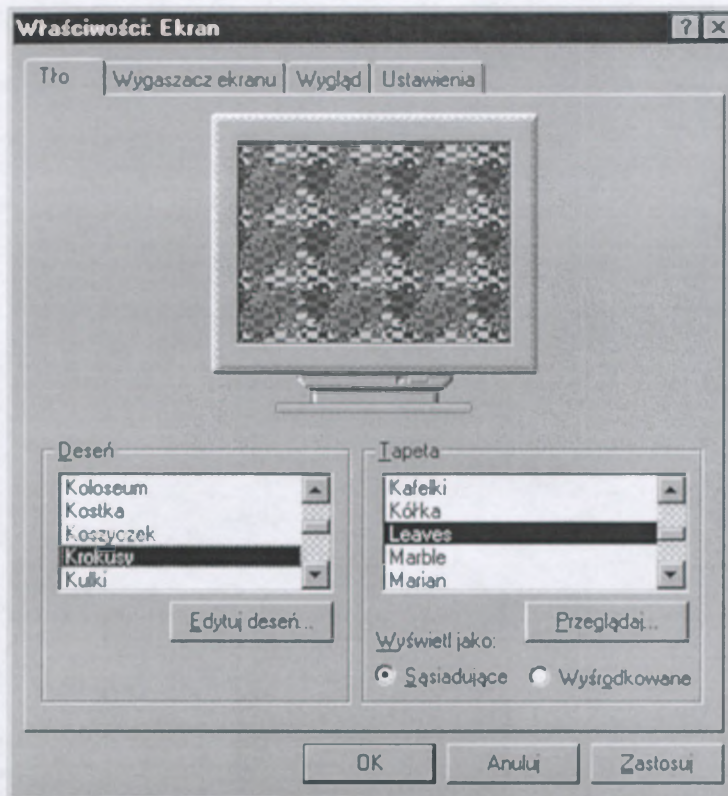 Właściwości: Ekran
Tło Wygaszacz ekranu Wygląd Ustawienia
Deseń
Koloseum
Kostka
Koszyczek
Krokusy
Kulki
Edytuj deseń...
Tapeta
Kafelki
Kółka
Leaves
Marble
Marian
Przeglądaj...
Wyświetl jako:
Sąsiadujące Wyśrodkowane
OK Anuluj Zastosuj